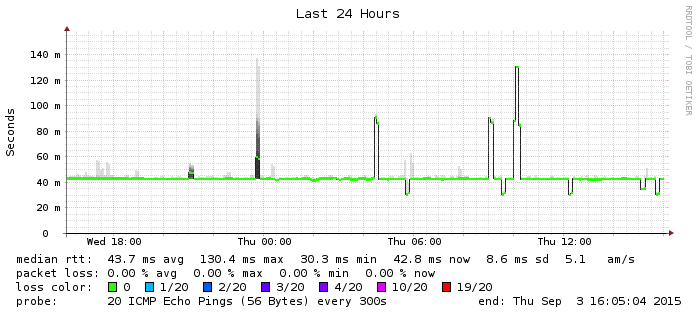 Last 24 Hours
RRDTOOL / TOBI OETIKER
Seconds
140 m
120 m
100 m
80 m
60 m
40 m
20 m
0
Wed 18:00 Thu 00:00 Thu 06:00 Thu 12:00
median rtt: 43.7 ms avg 130.4 ms max 30.3 ms min 42.8 ms now 8.6 ms sd 5.1 am/s
packet loss: 0.00 % avg 0.00 % max 0.00 % min 0.00 % now
loss color: 0 1/20 2/20 3/20 4/20 10/20 19/20
probe: 20 ICMP Echo Pings (56 Bytes) every 300s end: Thu Sep 3 16:05:04 2015